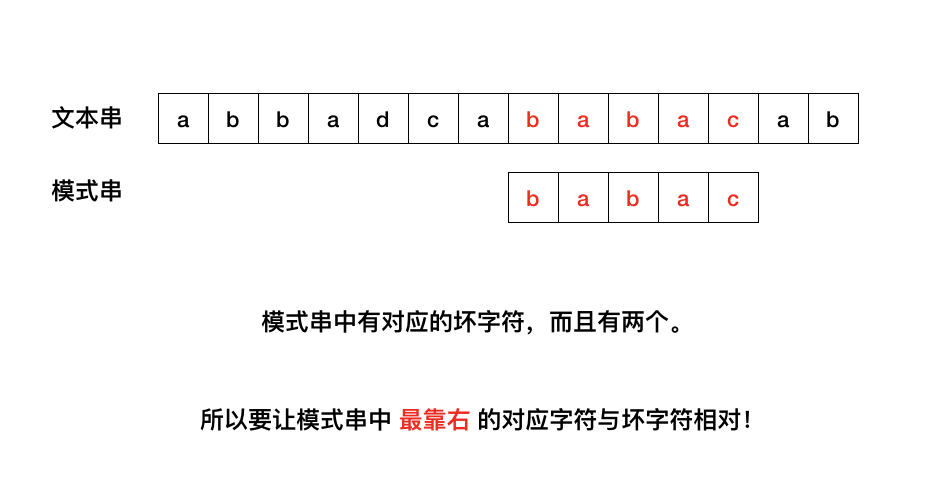 文本串 a b b a d c a b a b a c a b
模式串 b a b a c
模式串中有对应的坏字符，而且有两个。
所以要让模式串中 最靠右 的对应字符与坏字符相对！